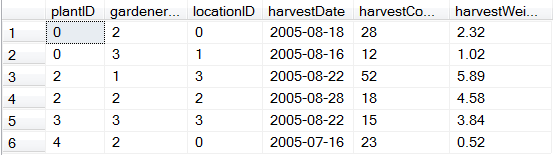 plantID gardener... locationID harvestDate harvestCo... harvestWei...
1 0 2 0 2005-08-18 28 2.32
2 0 3 1 2005-08-16 12 1.02
3 2 1 3 2005-08-22 52 5.89
4 2 2 2 2005-08-28 18 4.58
5 3 3 3 2005-08-22 15 3.84
6 4 2 0 2005-07-16 23 0.52